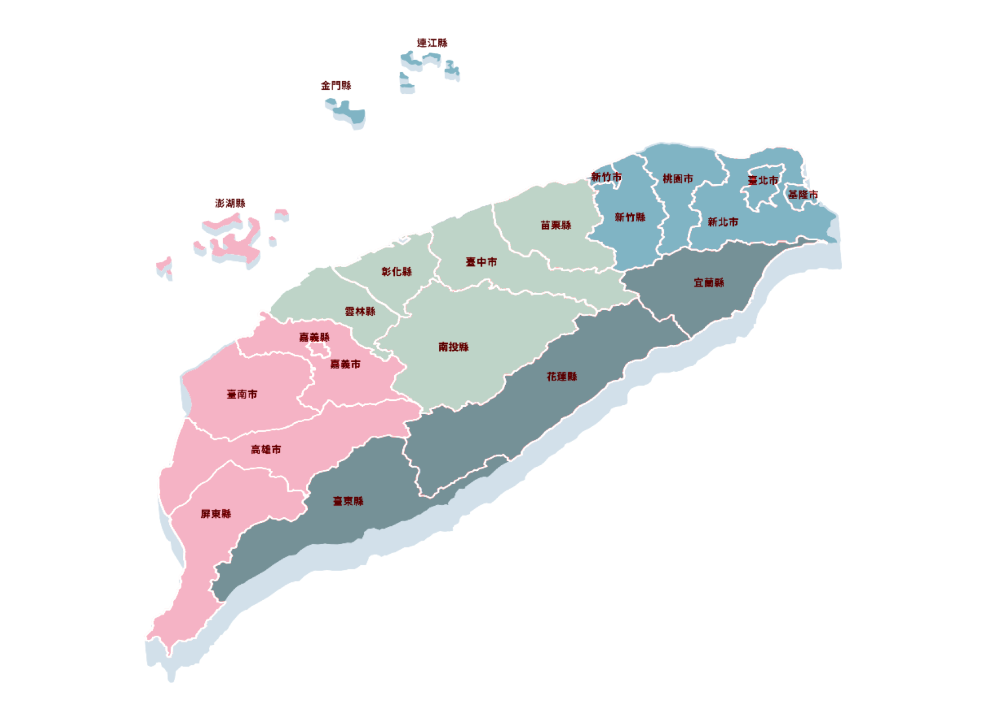 連江縣
金門縣
新竹市
桃園市
臺北市
基隆市
澎湖縣
新竹縣
新北市
苗栗縣
臺中市
彰化縣
宜蘭縣
雲林縣
嘉義縣
南投縣
嘉義市
花蓮縣
臺南市
高雄市
臺東縣
屏東縣